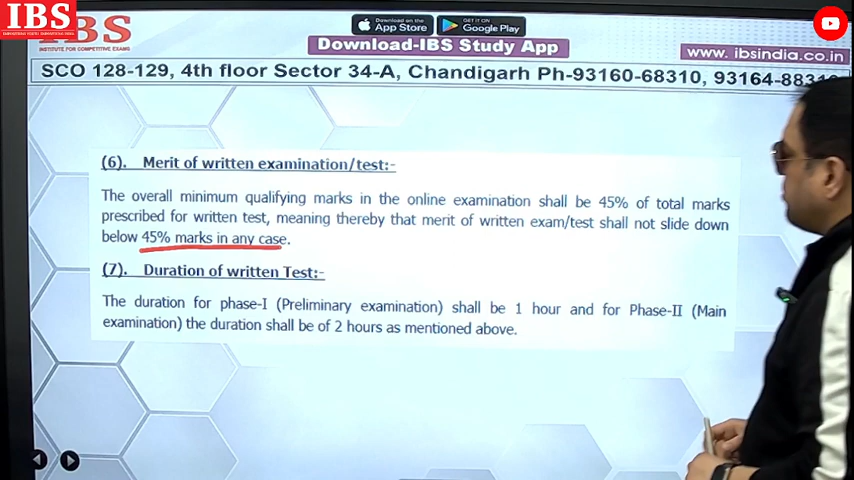 IBS
INSTITUTE FOR COMPETITIVE EXAMS
Download on the
App Store
GET IT ON
Google Play
Download-IBS Study App
www. ibsindia.co.in
SCO 128-129, 4th floor Sector 34-A, Chandigarh Ph-93160-68310, 93164-883
(6). Merit of written examination/test:-
The overall minimum qualifying marks in the online examination shall be 45% of total marks
prescribed for written test, meaning thereby that merit of written exam/test shall not slide down
below 45% marks in any case.
(7). Duration of written Test:-
The duration for phase-I (Preliminary examination) shall be 1 hour and for Phase-II (Main
examination) the duration shall be of 2 hours as mentioned above.